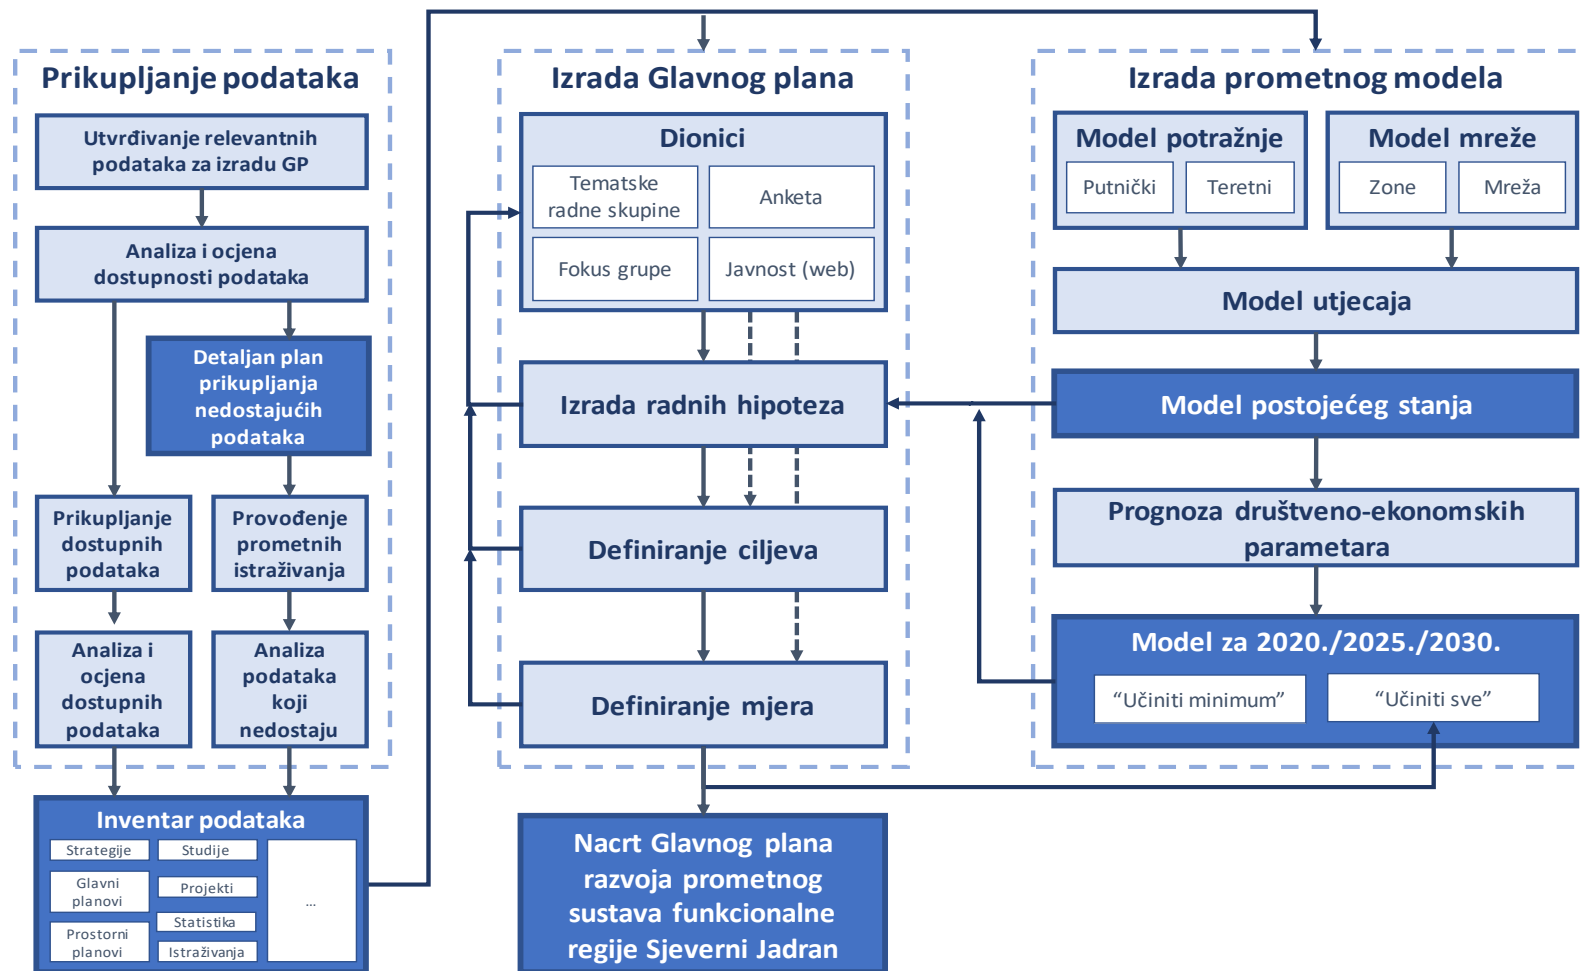 Prikupljanje podataka
Utvrđivanje relevantnih
podataka za izradu GP
Analiza i ocjena
dostupnosti podataka
Detaljan plan
prikupljanja
nedostajućih
podataka
Prikupljanje
dostupnih
podataka
Provođenje
prometnih
istraživanja
Analiza i
ocjena
dostupnih
podataka
Analiza
podataka
koji
nedostaju
Inventar podataka
Strategije
Studije
Glavni
planovi
Projekti
Statistika
Prostorni
planovi
Istraživanja
...
Izrada Glavnog plana
Dionici
Tematske
radne skupine
Anketa
Fokus grupe
Javnost (web)
Izrada radnih hipoteza
Definiranje ciljeva
Definiranje mjera
Nacrt Glavnog plana
razvoja prometnog
sustava funkcionalne
regije Sjeverni Jadran
Izrada prometnog modela
Model potražnje
Putnički
Teretni
Model mreže
Zone
Mreža
Model utjecaja
Model postojećeg stanja
Prognoza društveno-ekonomskih
parametara
Model za 2020./2025./2030.
“Učiniti minimum”
“Učiniti sve”